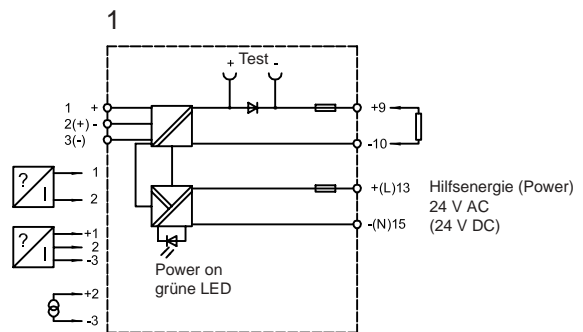 1
+ Test -
1 +
2(+) -
3(-)
+9
-10
? I
1
2
+(L)13
-(N)15
Hilfsenergie (Power)
24 V AC
(24 V DC)
? I
+1
2
-3
Power on
grüne LED
+2
-3